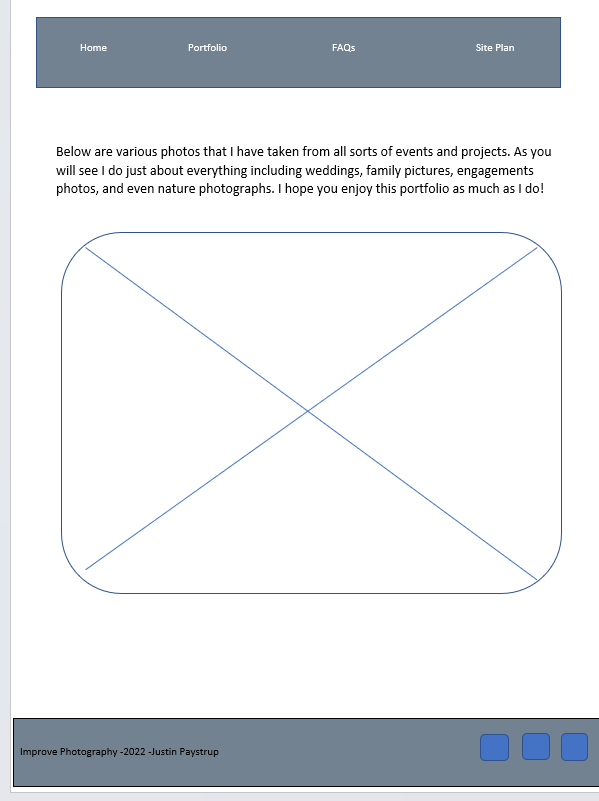 Home Portfolio FAQs Site Plan
Below are various photos that I have taken from all sorts of events and projects. As you
will see I do just about everything including weddings, family pictures, engagements
photos, and even nature photographs. I hope you enjoy this portfolio as much as I do!
Improve Photography -2022 -Justin Paystrup